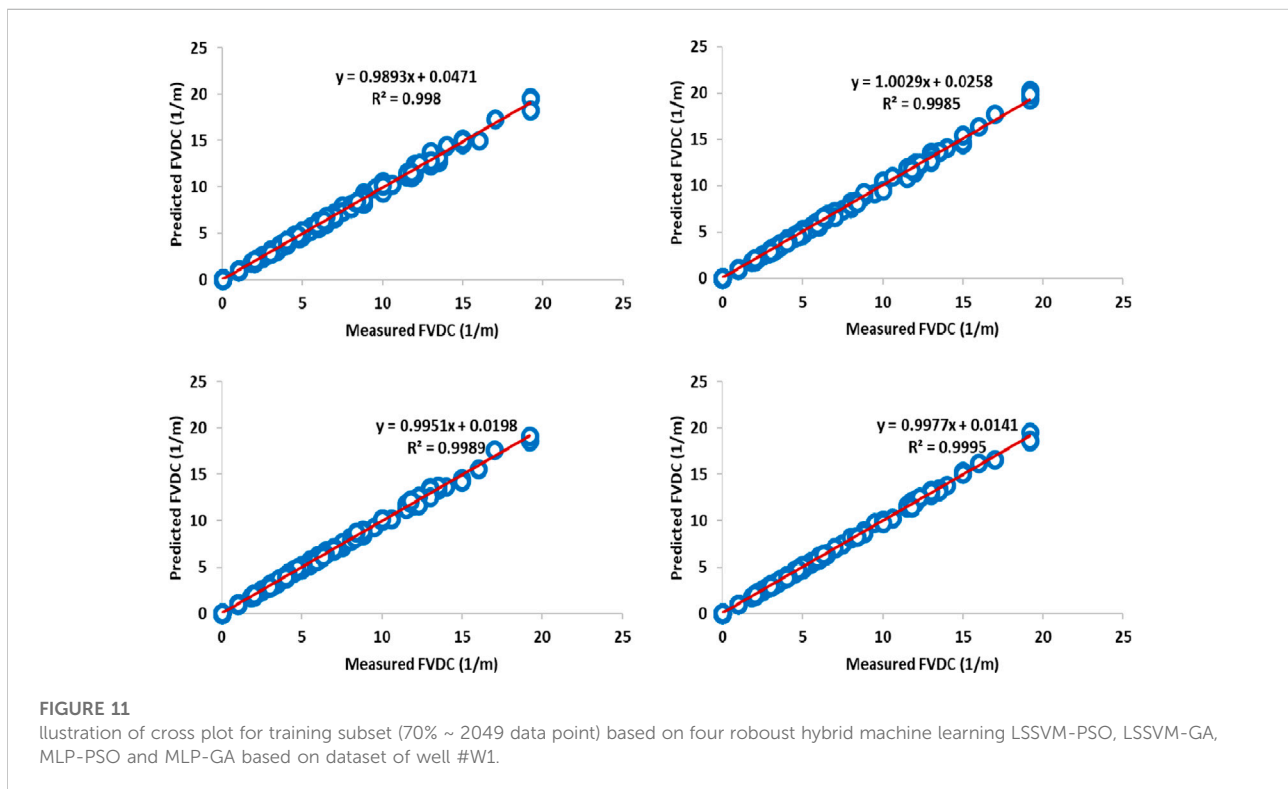 25
20
15
10
5
0
Predicted FVDC (1/m)
y = 0.9893x + 0.0471
R² = 0.998
0 5 10 15 20 25
Measured FVDC (1/m)
25
20
15
10
5
0
Predicted FVDC (1/m)
y = 1.0029x + 0.0258
R² = 0.9985
0 5 10 15 20 25
Measured FVDC (1/m)
25
20
15
10
5
0
Predicted FVDC (1/m)
y = 0.9951x + 0.0198
R² = 0.9989
0 5 10 15 20 25
Measured FVDC (1/m)
25
20
15
10
5
0
Predicted FVDC (1/m)
y = 0.9977x + 0.0141
R² = 0.9995
0 5 10 15 20 25
Measured FVDC (1/m)
FIGURE 11
llustration of cross plot for training subset (70% ~ 2049 data point) based on four roboust hybrid machine learning LSSVM-PSO, LSSVM-GA,
MLP-PSO and MLP-GA based on dataset of well #W1.